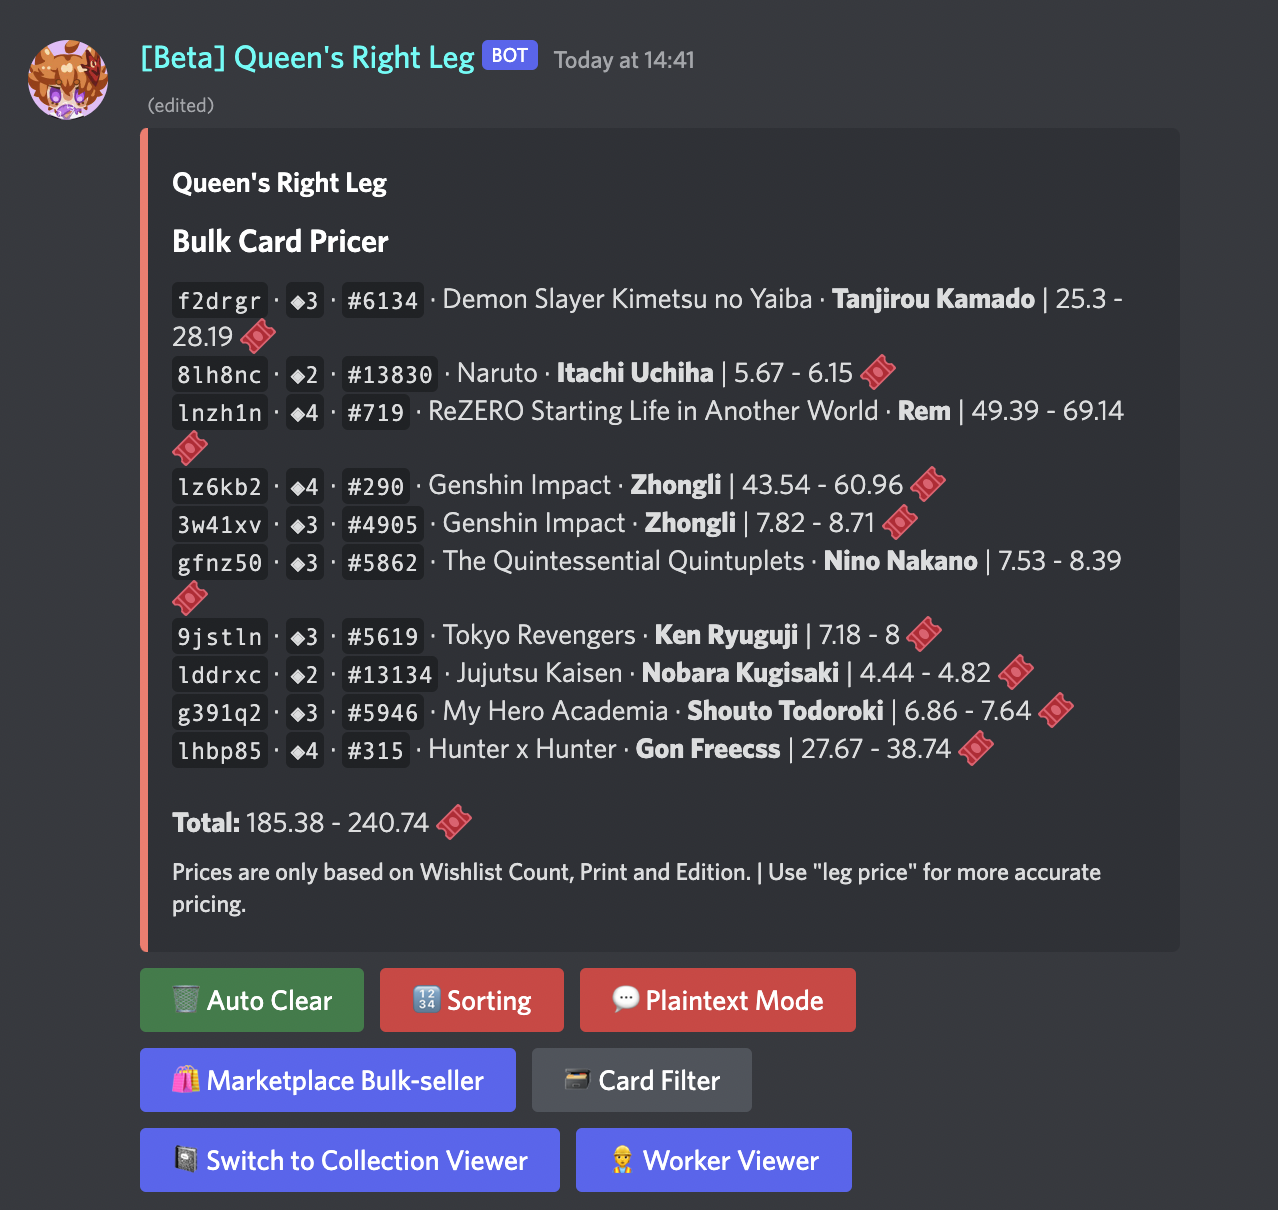 [Beta] Queen's Right Leg BOT Today at 14:41
(edited)
Queen's Right Leg
Bulk Card Pricer
f2drgr · ◈3 · #6134 · Demon Slayer Kimetsu no Yaiba · Tanjirou Kamado | 25.3 -
28.19
8lh8nc · ◈2 · #13830 · Naruto · Itachi Uchiha | 5.67 - 6.15
lnzh1n · ◈4 · #719 · ReZERO Starting Life in Another World · Rem | 49.39 - 69.14
lz6kb2 · ◈4 · #290 · Genshin Impact · Zhongli | 43.54 - 60.96
3w41xv · ◈3 · #4905 · Genshin Impact · Zhongli | 7.82 - 8.71
gfnz50 · ◈3 · #5862 · The Quintessential Quintuplets · Nino Nakano | 7.53 - 8.39
9jstln · ◈3 · #5619 · Tokyo Revengers · Ken Ryuguji | 7.18 - 8
lddrxc · ◈2 · #13134 · Jujutsu Kaisen · Nobara Kugisaki | 4.44 - 4.82
g391q2 · ◈3 · #5946 · My Hero Academia · Shouto Todoroki | 6.86 - 7.64
lhbp85 · ◈4 · #315 · Hunter x Hunter · Gon Freecss | 27.67 - 38.74
Total: 185.38 - 240.74
Prices are only based on Wishlist Count, Print and Edition. | Use "leg price" for more accurate
pricing.
Auto Clear
Sorting
Plaintext Mode
Marketplace Bulk-seller
Card Filter
Switch to Collection Viewer
Worker Viewer